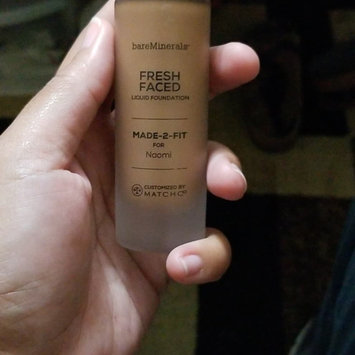 bareMinerals
FRESH
FACED
LIQUID FOUNDATION
MADE-2-FIT
FOR
Naomi
CUSTOMIZED BY
MATCHCO